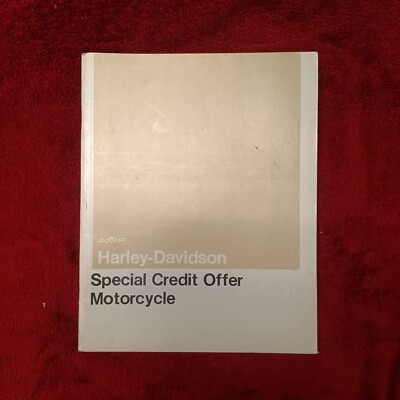 AMF
Harley-Davidson
Special Credit Offer
Motorcycle